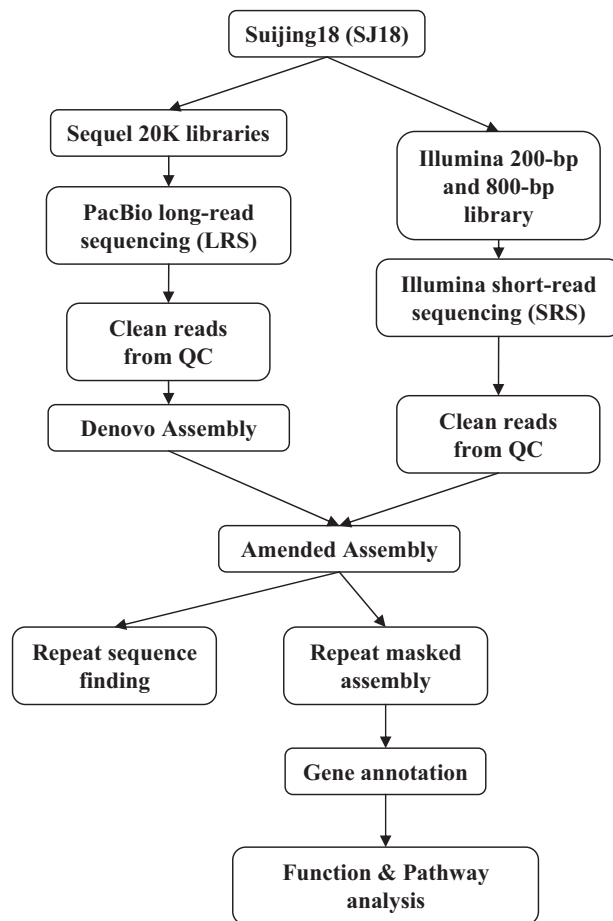 Suijing18 (SJ18)
Sequel 20K libraries
Illumina 200-bp
and 800-bp
library
PacBio long-read
sequencing (LRS)
Illumina short-read
sequencing (SRS)
Clean reads
from QC
Denovo Assembly
Clean reads
from QC
Amended Assembly
Repeat sequence
finding
Repeat masked
assembly
Gene annotation
Function & Pathway
analysis